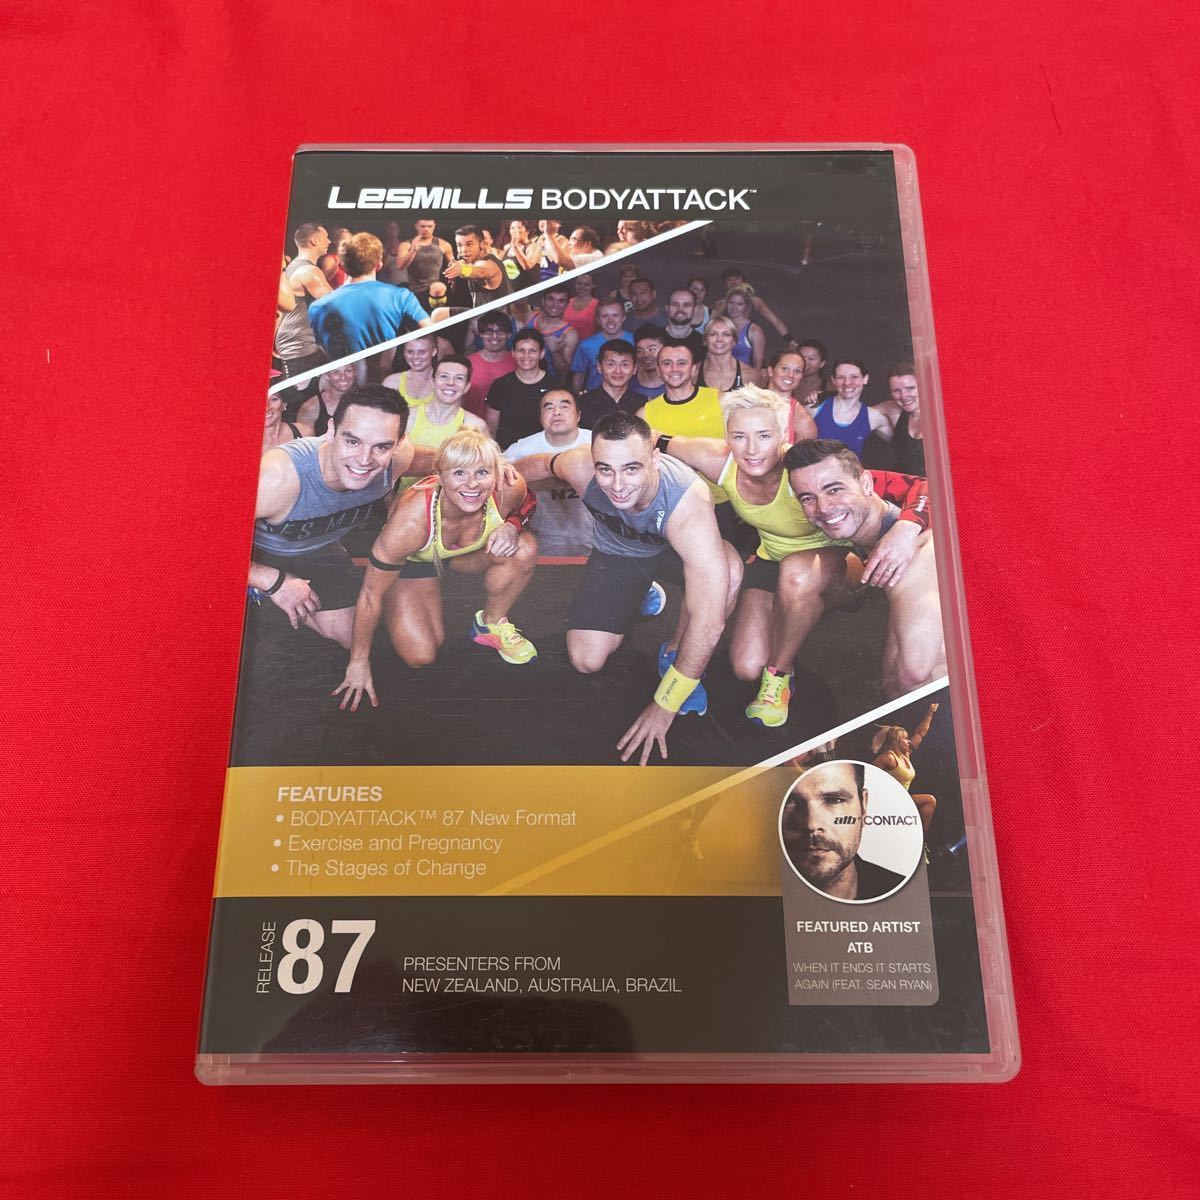 LesMILLS BODYATTACK™
FEATURES
• BODYATTACK™ 87 New Format
• Exercise and Pregnancy
• The Stages of Change
atb CONTACT
FEATURED ARTIST
ATB
WHEN IT ENDS IT STARTS
AGAIN (FEAT. SEAN RYAN)
RELEASE
87
PRESENTERS FROM
NEW ZEALAND, AUSTRALIA, BRAZIL